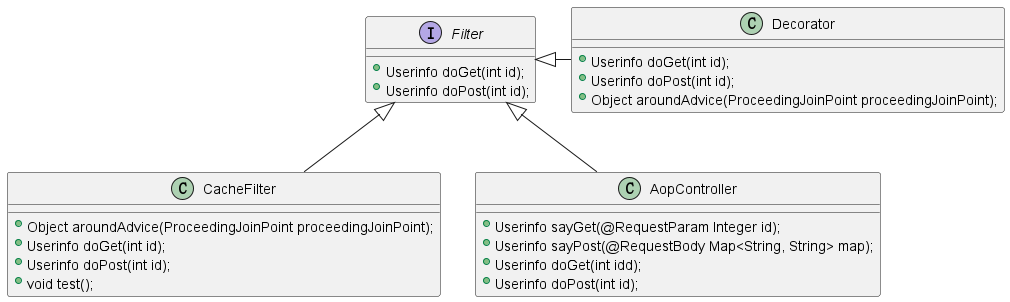 I Filter
Userinfo doGet(int id);
Userinfo doPost(int id);
C Decorator
Userinfo doGet(int id);
Userinfo doPost(int id);
Object aroundAdvice(ProceedingJoinPoint proceedingJoinPoint);
C CacheFilter
Object aroundAdvice(ProceedingJoinPoint proceedingJoinPoint);
Userinfo doGet(int id);
Userinfo doPost(int id);
void test();
C AopController
Userinfo sayGet(@RequestParam Integer id);
Userinfo sayPost(@RequestBody Map<String, String> map);
Userinfo doGet(int idd);
Userinfo doPost(int id);